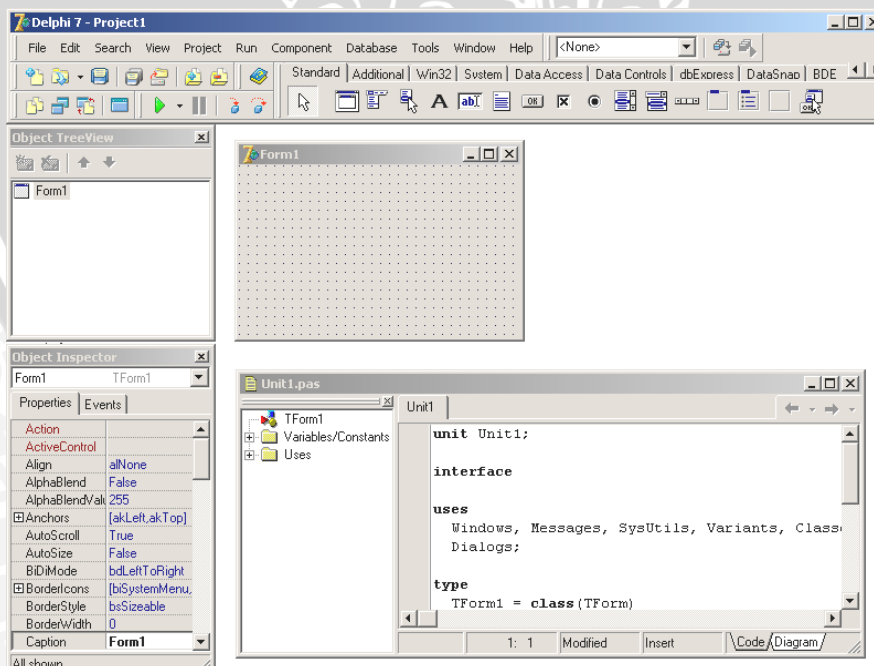 Delphi 7 - Project1
File Edit Search View Project Run Component Database Tools Window Help <None>
Standard Additional Win32 System Data Access Data Controls dbExpress DataSnap BDE
A ab OK
Object TreeView
Form1
Form1
Object Inspector
Form1 TForm1
Properties Events
Action
ActiveControl
Align alNone
AlphaBlend False
AlphaBlendValu 255
Anchors [akLeft,akTop]
AutoScroll True
AutoSize False
BiDiMode bdLeftToRight
BorderIcons [biSystemMenu,
BorderStyle bsSizeable
BorderWidth 0
Caption Form1
All shown
Unit1.pas
TForm1
Variables/Constants
Uses
Unit1
unit Unit1;
interface
uses
Windows, Messages, SysUtils, Variants, Classe
Dialogs;
type
TForm1 = class(TForm)
1: 1 Modified Insert Code Diagram